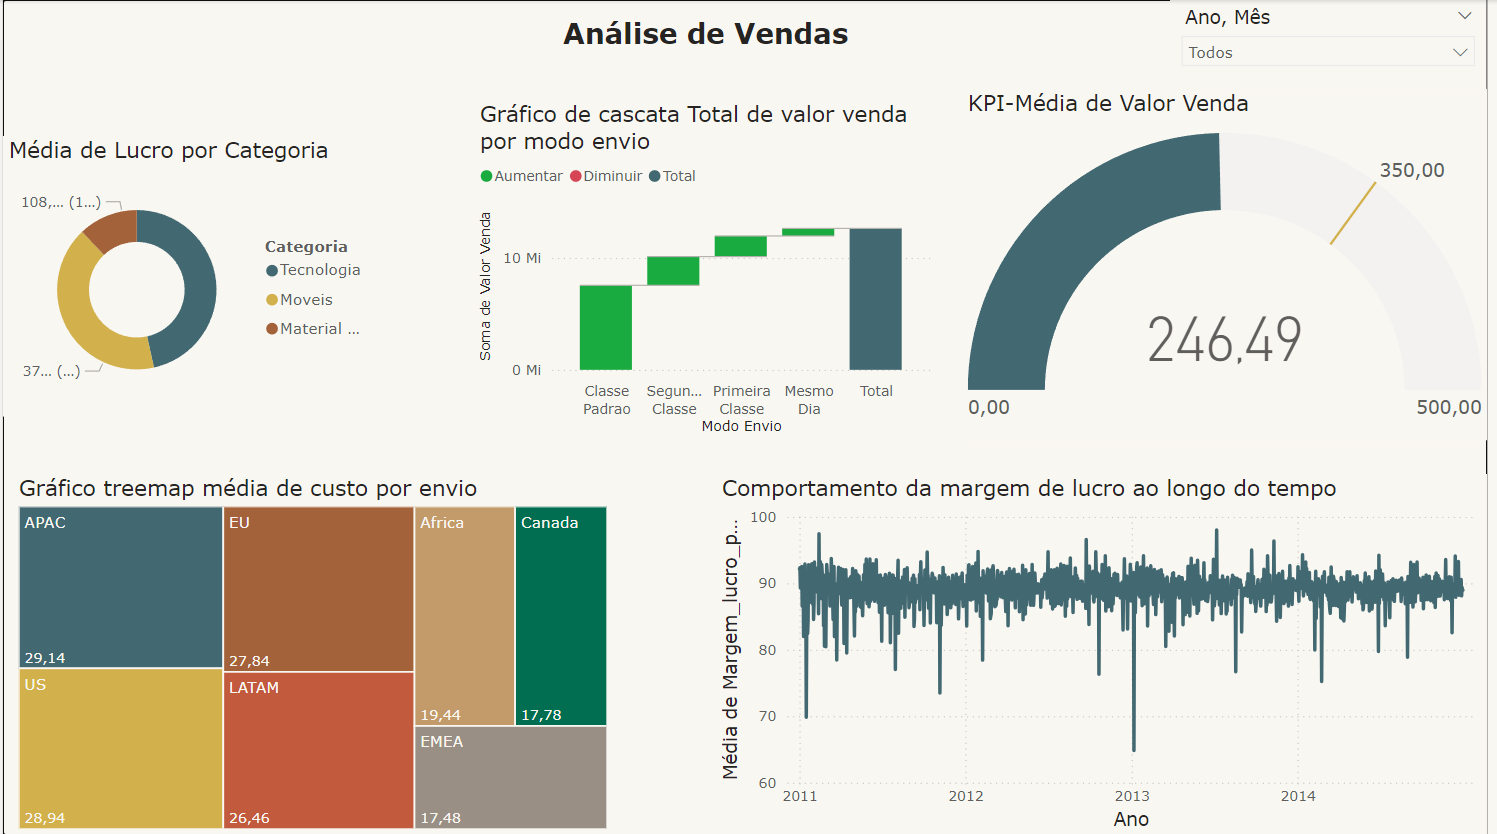 Análise de Vendas
Ano, Mês
Todos
Média de Lucro por Categoria
108,... (1...)
37... (...)
Categoria
Tecnologia
Moveis
Material ...
Gráfico de cascata Total de valor venda
por modo envio
Aumentar Diminuir Total
Soma de Valor Venda
10 Mi
0 Mi
Classe Padrao
Segun... Classe
Primeira Classe
Mesmo Dia
Total
Modo Envio
KPI-Média de Valor Venda
350,00
246,49
0,00
500,00
Gráfico treemap média de custo por envio
APAC
29,14
US
28,94
EU
27,84
LATAM
26,46
Africa
19,44
Canada
17,78
EMEA
17,48
Comportamento da margem de lucro ao longo do tempo
Média de Margem_lucro_p...
100
90
80
70
60
2011
2012
2013
2014
Ano